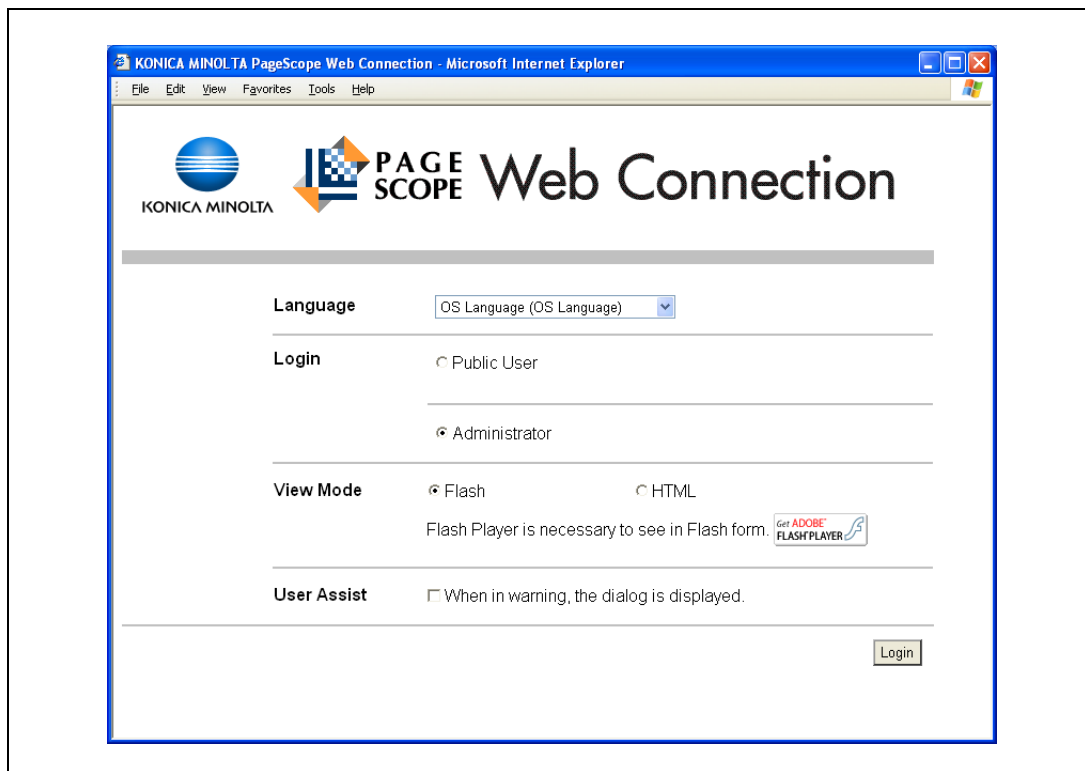 KONICA MINOLTA PageScope Web Connection - Microsoft Internet Explorer
File Edit View Favorites Tools Help
KONICA MINOLTA
PAGE SCOPE Web Connection
Language OS Language (OS Language)
Login Public User
Administrator
View Mode Flash HTML
Flash Player is necessary to see in Flash form. Get ADOBE® FLASH® PLAYER
User Assist When in warning, the dialog is displayed.
Login